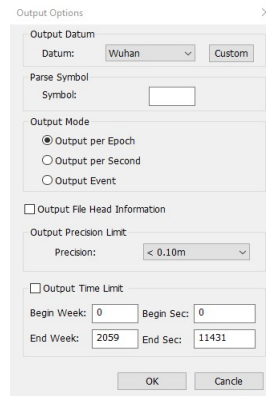 Output Options
Output Datum
Datum: Wuhan Custom
Parse Symbol
Symbol:
Output Mode
Output per Epoch
Output per Second
Output Event
Output File Head Information
Output Precision Limit
Precision: < 0.10m
Output Time Limit
Begin Week: 0 Begin Sec: 0
End Week: 2059 End Sec: 11431
OK Cancle